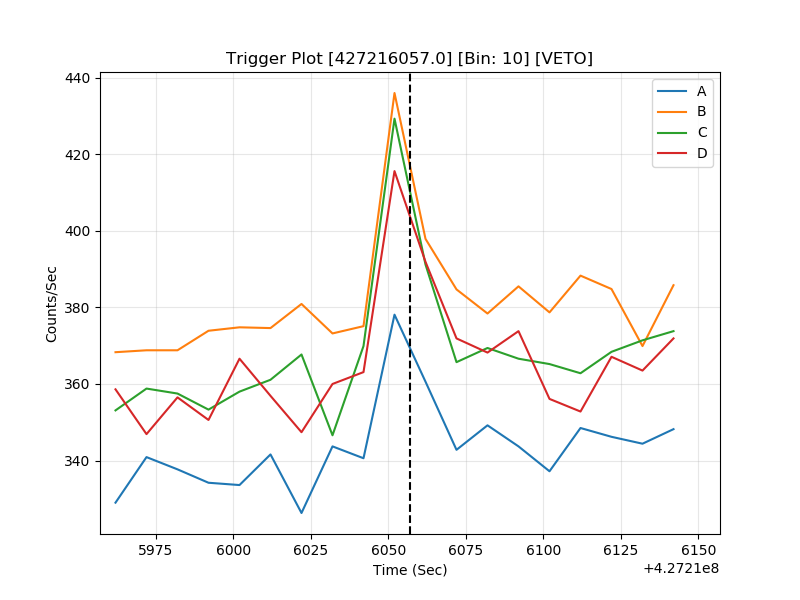 Trigger Plot [427216057.0] [Bin: 10] [VETO]
440
420
400
380
360
340
Counts/Sec
A
B
C
D
5975 6000 6025 6050 6075 6100 6125 6150
Time (Sec)
+4.2721e8